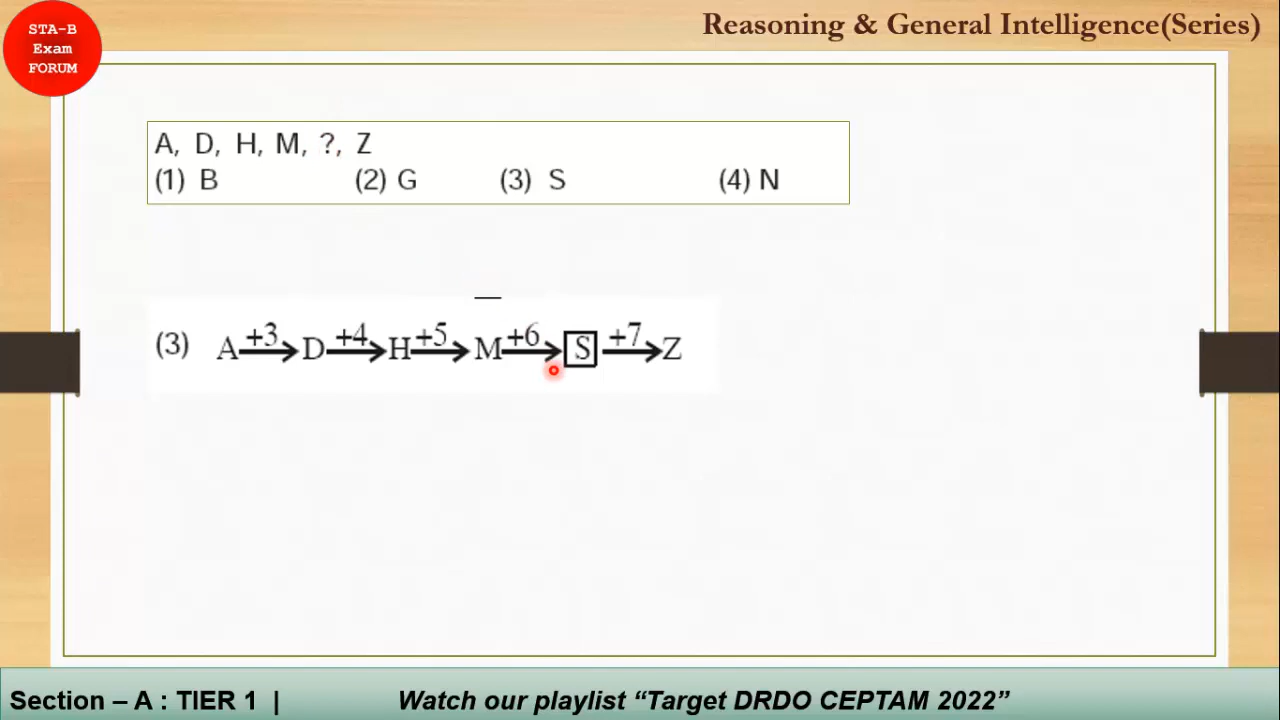 STA-B
Exam
FORUM
Reasoning & General Intelligence(Series)
A, D, H, M, ?, Z
(1) B (2) G (3) S (4) N
(3) A +3 D +4 H +5 M +6 S +7 Z
Section – A : TIER 1 | Watch our playlist “Target DRDO CEPTAM 2022”